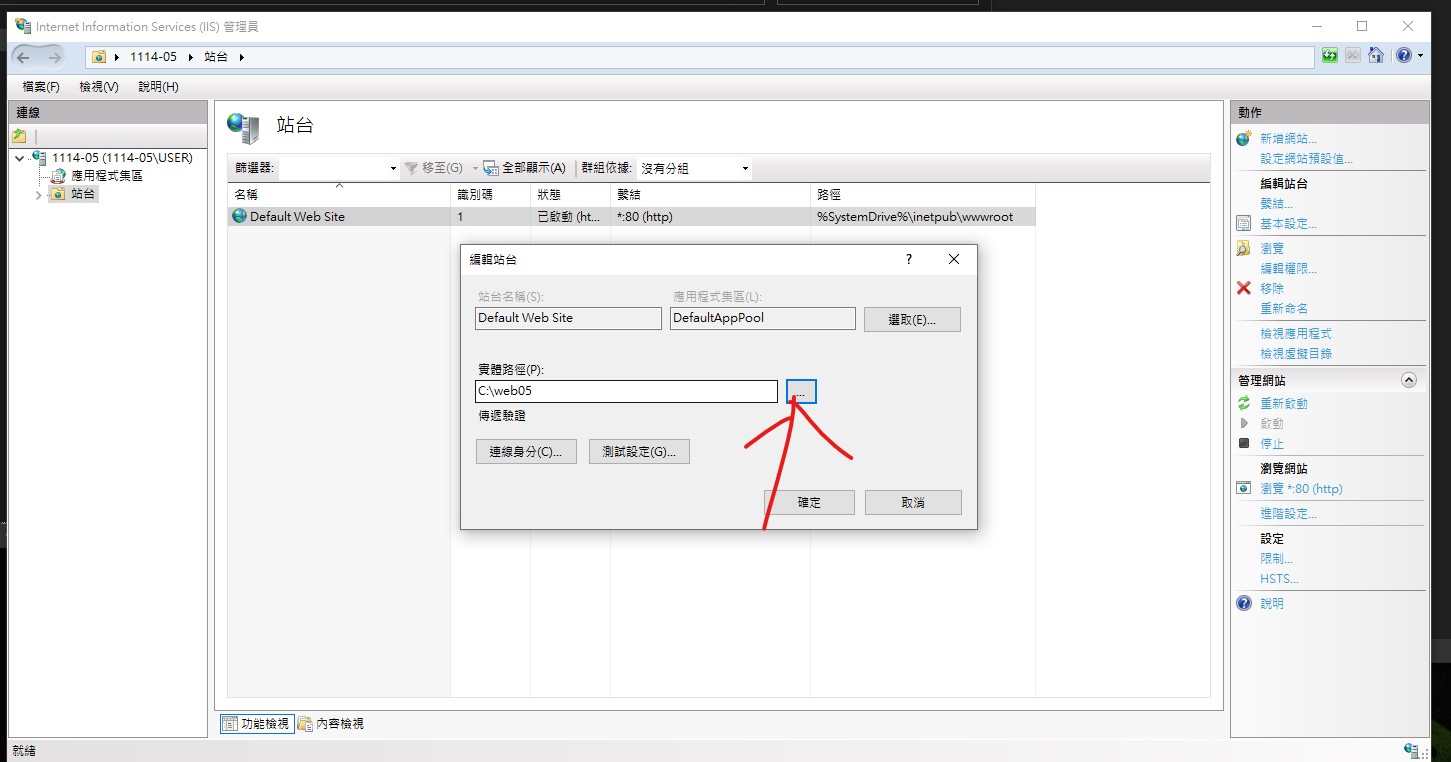 Internet Information Services (IIS) 管理員
1114-05 站台
檔案(F) 檢視(V) 說明(H)
連線
1114-05 (1114-05\USER)
應用程式集區
站台
站台
篩選器: 移至(G) 全部顯示(A) 群組依據: 沒有分組
名稱 識別碼 狀態 繫結 路徑
Default Web Site 1 已啟動 (ht... *:80 (http) %SystemDrive%\inetpub\wwwroot
編輯站台 ?
站台名稱(S): 應用程式集區(L):
Default Web Site DefaultAppPool 選取(E)...
實體路徑(P):
C:\web05 ...
傳遞驗證
連線身分(C)... 測試設定(G)...
確定 取消
功能檢視 內容檢視
就緒
動作
新增網站...
設定網站預設值...
編輯站台
繫結...
基本設定...
瀏覽
編輯權限...
移除
重新命名
檢視應用程式
檢視虛擬目錄
管理網站
重新啟動
啟動
停止
瀏覽網站
瀏覽 *:80 (http)
進階設定...
設定
限制...
HSTS...
說明